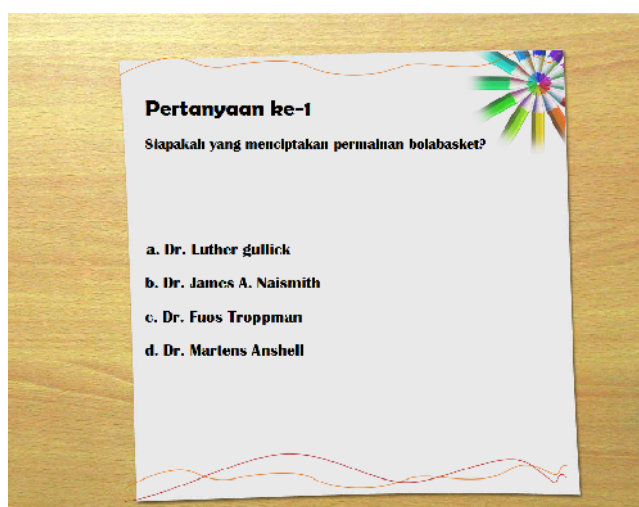 Pertanyaan ke-1
Siapakah yang menciptakan permainan bolabasket?
a. Dr. Luther gullick
b. Dr. James A. Naismith
c. Dr. Fuos Troppman
d. Dr. Martens Anshell